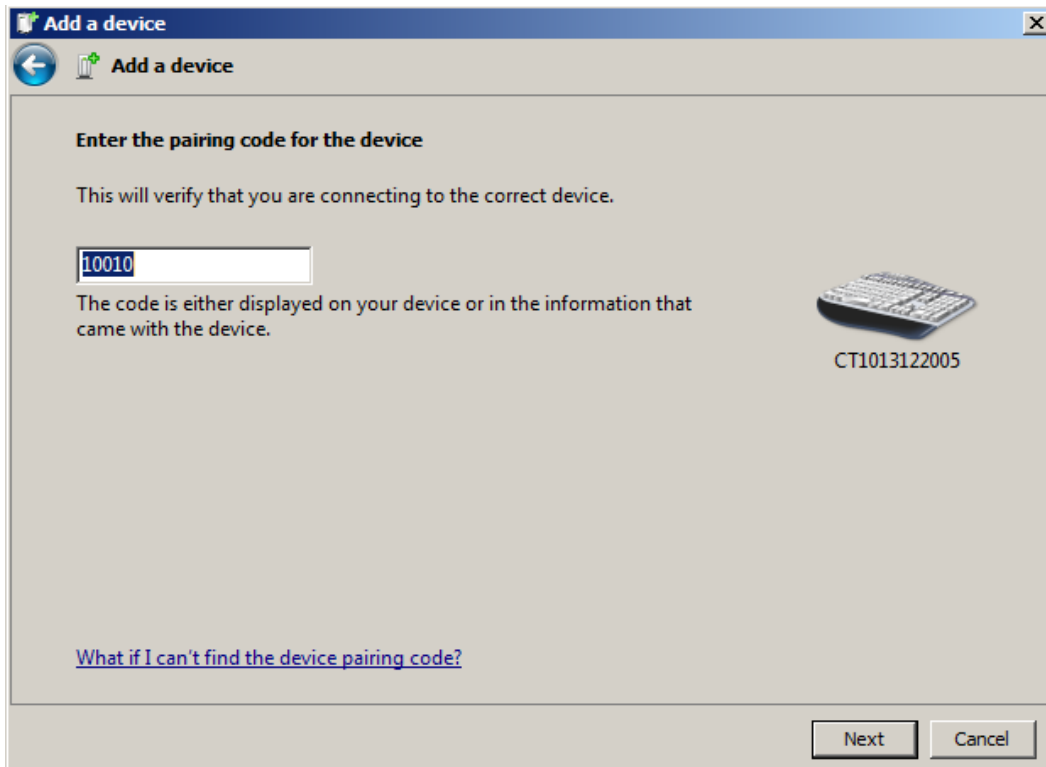 Add a device
Add a device
Enter the pairing code for the device
This will verify that you are connecting to the correct device.
10010
The code is either displayed on your device or in the information that
came with the device.
CT1013122005
What if I can't find the device pairing code?
Next
Cancel